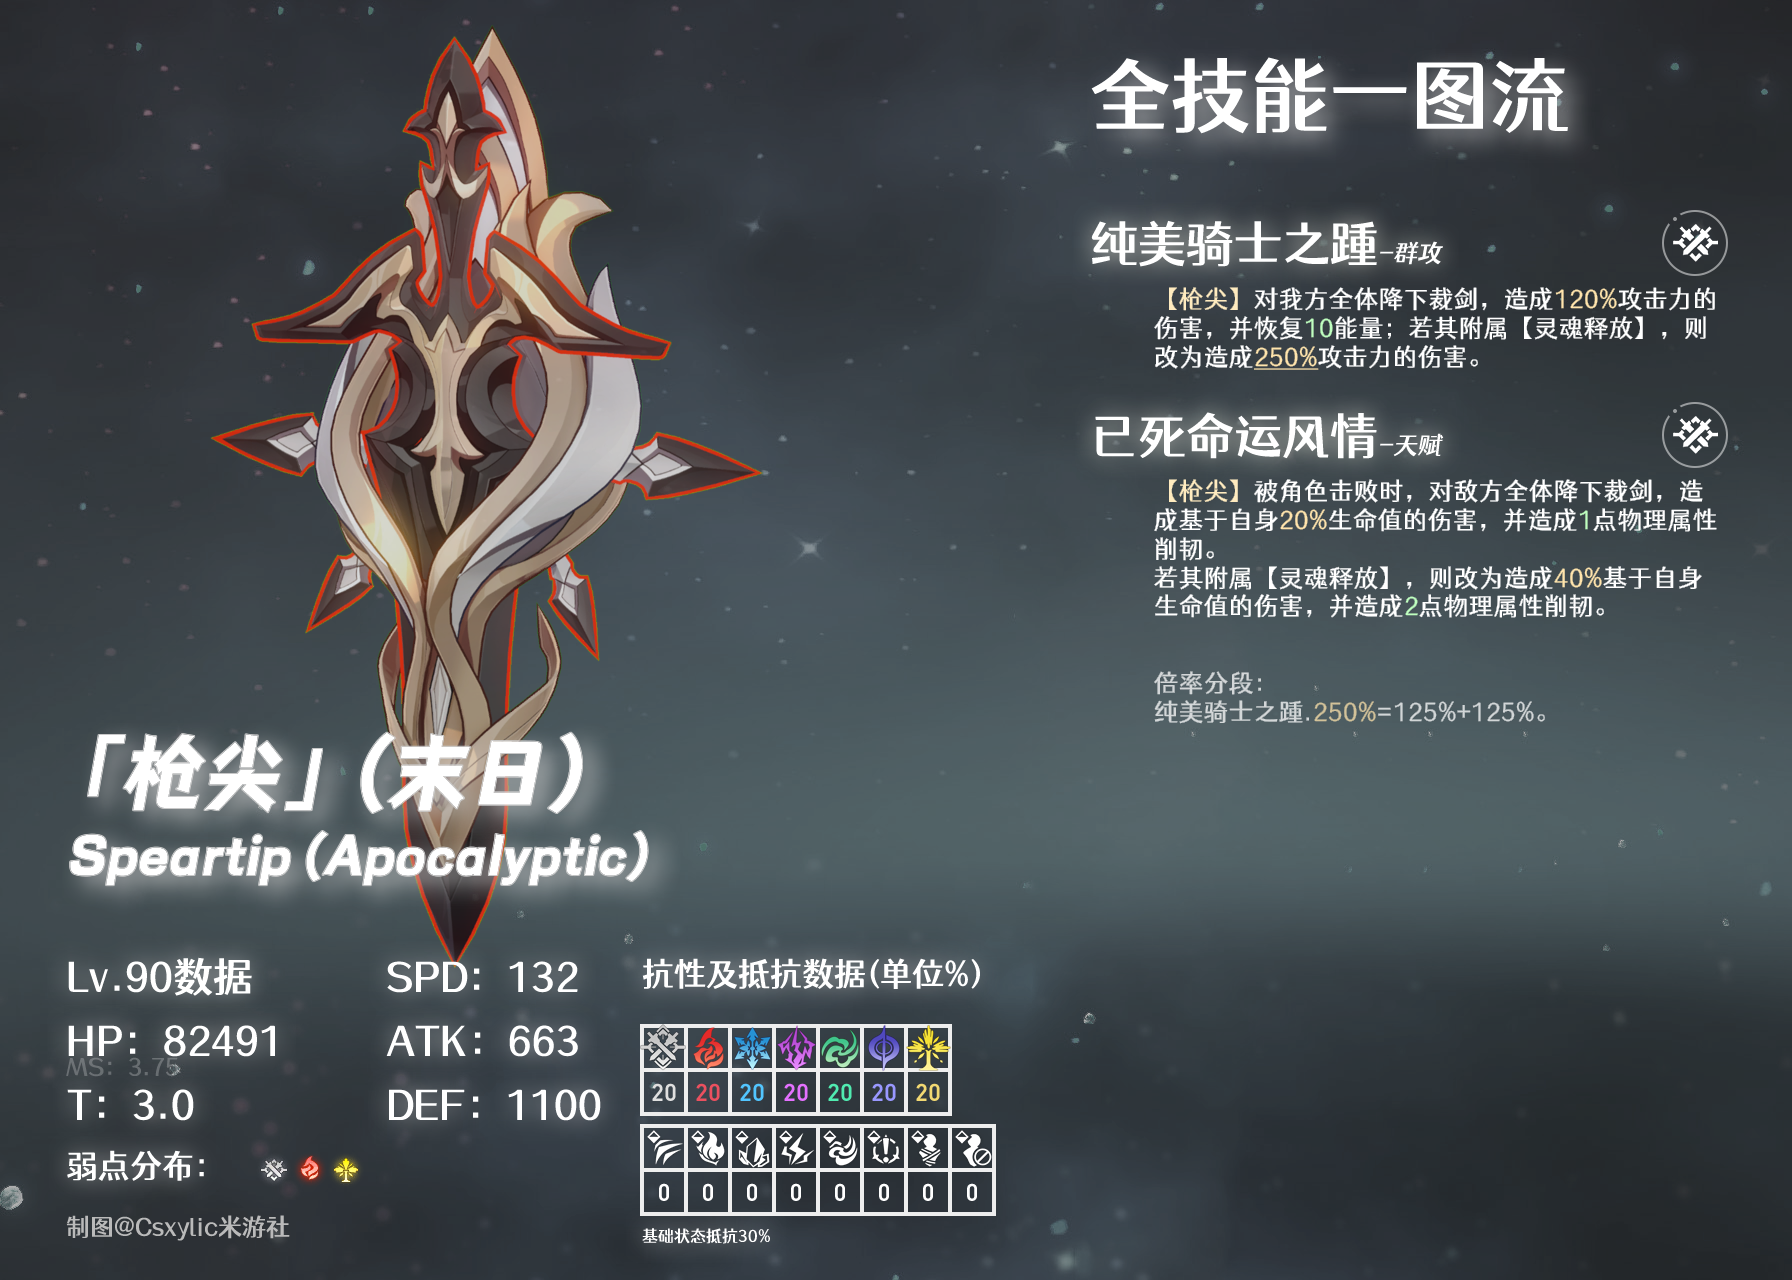 全技能一图流
纯美骑士之踵-群攻
【枪尖】对我方全体降下裁剑，造成120%攻击力的
伤害，并恢复10能量；若其附属【灵魂释放】，则
改为造成250%攻击力的伤害。
已死命运风情-天赋
【枪尖】被角色击败时，对敌方全体降下裁剑，造
成基于自身20%生命值的伤害，并造成1点物理属性
削韧。
若其附属【灵魂释放】，则改为造成40%基于自身
生命值的伤害，并造成2点物理属性削韧。
倍率分段：
纯美骑士之踵.250%=125%+125%。
「枪尖」(末日)
Speartip (Apocalyptic)
Lv.90数据
SPD：132
HP：82491
ATK：663
MS：3.75
T：3.0
DEF：1100
弱点分布：
制图@Csxylic米游社
抗性及抵抗数据(单位%)
20 20 20 20 20 20 20
0 0 0 0 0 0 0 0
基础状态抵抗30%